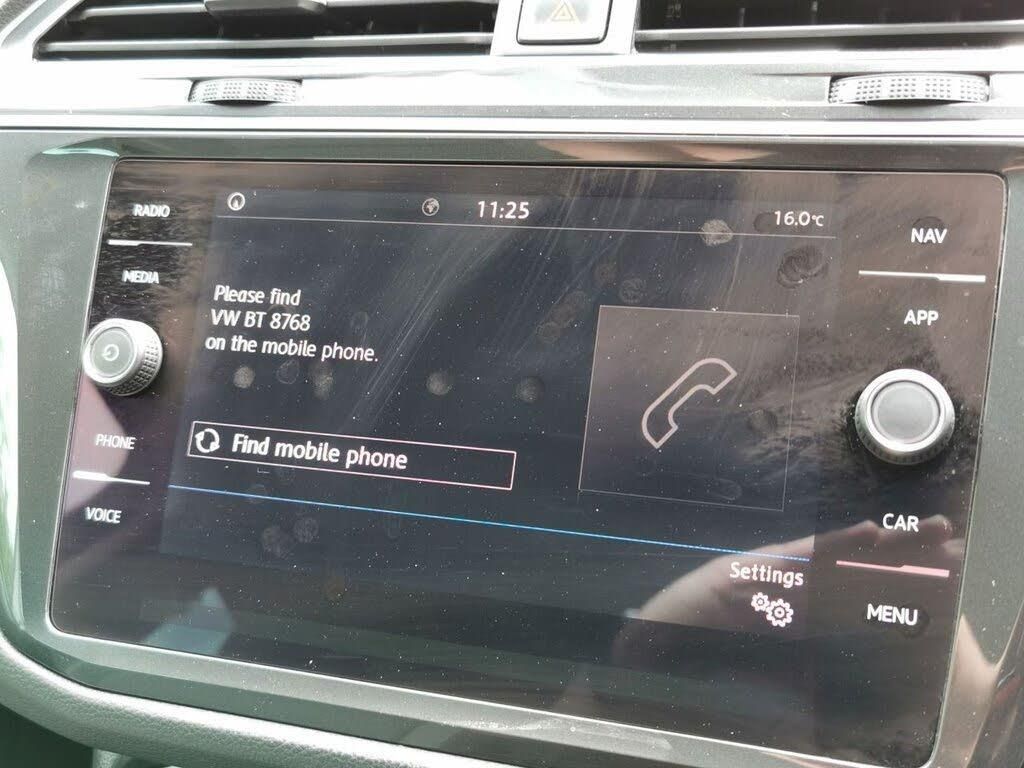 RADIO
MEDIA
PHONE
VOICE
11:25
16.0°C
Please find
VW BT 8768
on the mobile phone.
Find mobile phone
Settings
NAV
APP
CAR
MENU